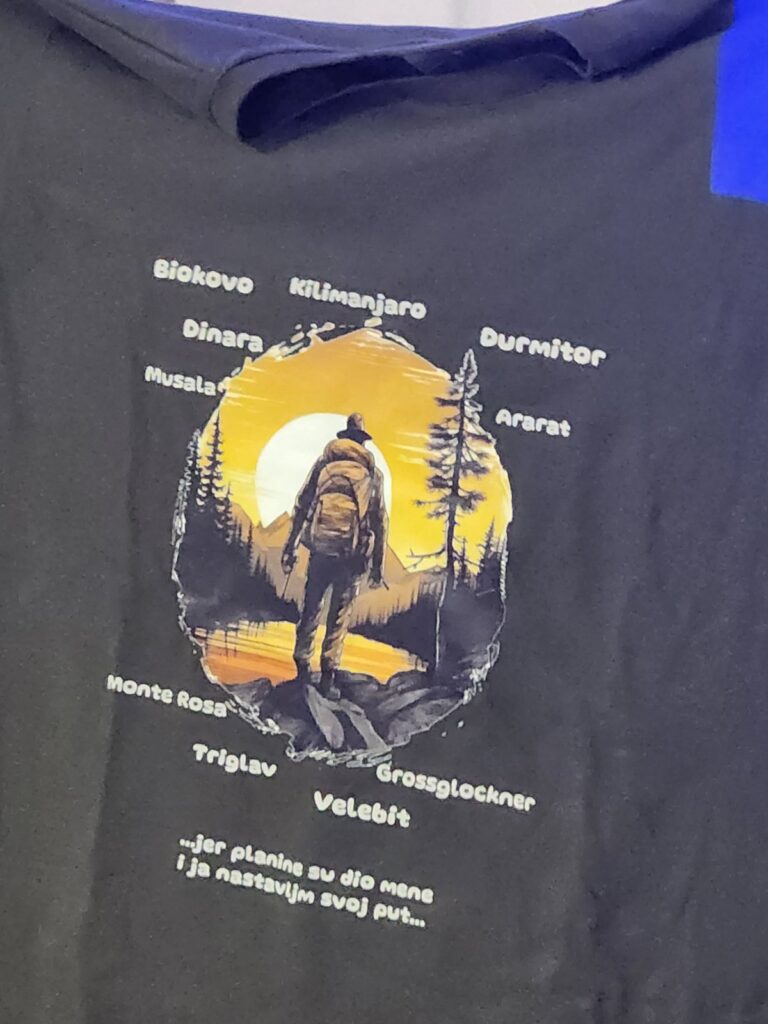 Biokovo
Kilimanjaro
Dinara
Durmitor
Musala
Ararat
Monte Rosa
Triglav
Grossglockner
Velebit
...jer planine su dio mene
i ja nastavljm svoj put...